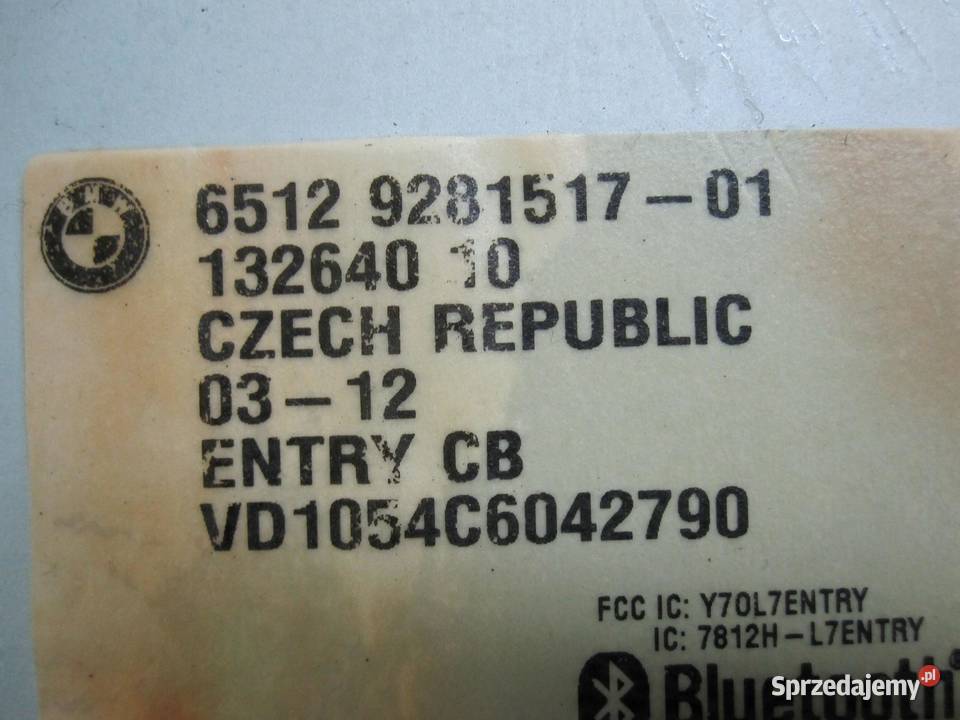 6512 9281517-01
132640 10
CZECH REPUBLIC
03-12
ENTRY CB
VD1054C6042790
FCC IC: Y7OL7ENTRY
IC: 7812H-L7ENTRY
Bluetooth
Sprzedajemy.pl